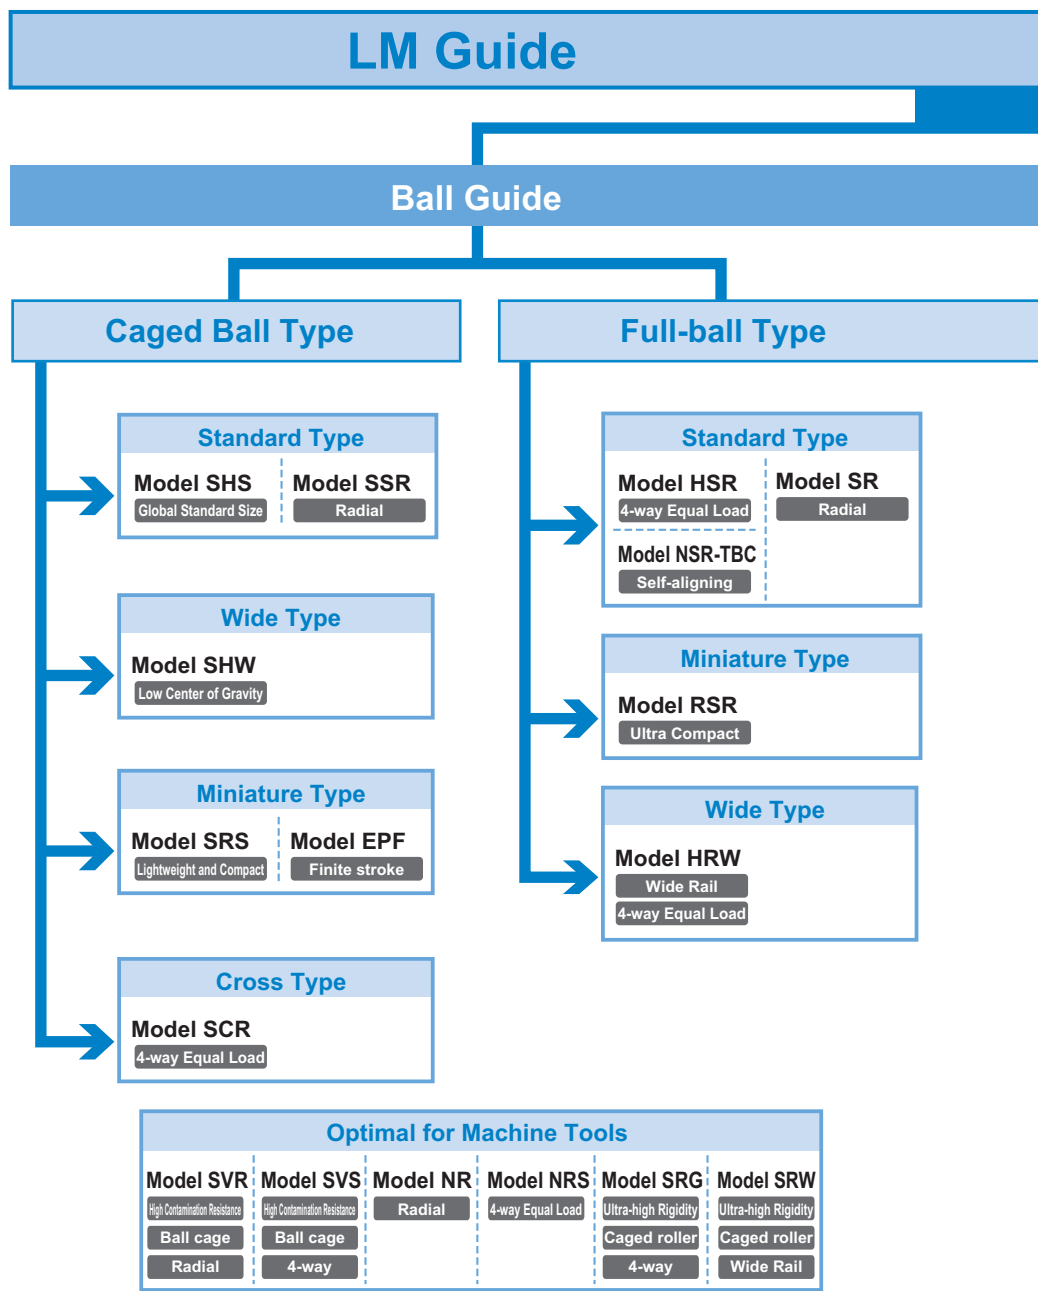 LM Guide
Ball Guide
Caged Ball Type
Standard Type
Model SHS
Global Standard Size
Model SSR
Radial
Wide Type
Model SHW
Low Center of Gravity
Miniature Type
Model SRS
Lightweight and Compact
Model EPF
Finite stroke
Cross Type
Model SCR
4-way Equal Load
Full-ball Type
Standard Type
Model HSR
4-way Equal Load
Model NSR-TBC
Self-aligning
Model SR
Radial
Miniature Type
Model RSR
Ultra Compact
Wide Type
Model HRW
Wide Rail
4-way Equal Load
Optimal for Machine Tools
Model SVR
High Contamination Resistance
Ball cage
Radial
Model SVS
High Contamination Resistance
Ball cage
4-way
Model NR
Radial
Model NRS
4-way Equal Load
Model SRG
Ultra-high Rigidity
Caged roller
4-way
Model SRW
Ultra-high Rigidity
Caged roller
Wide Rail